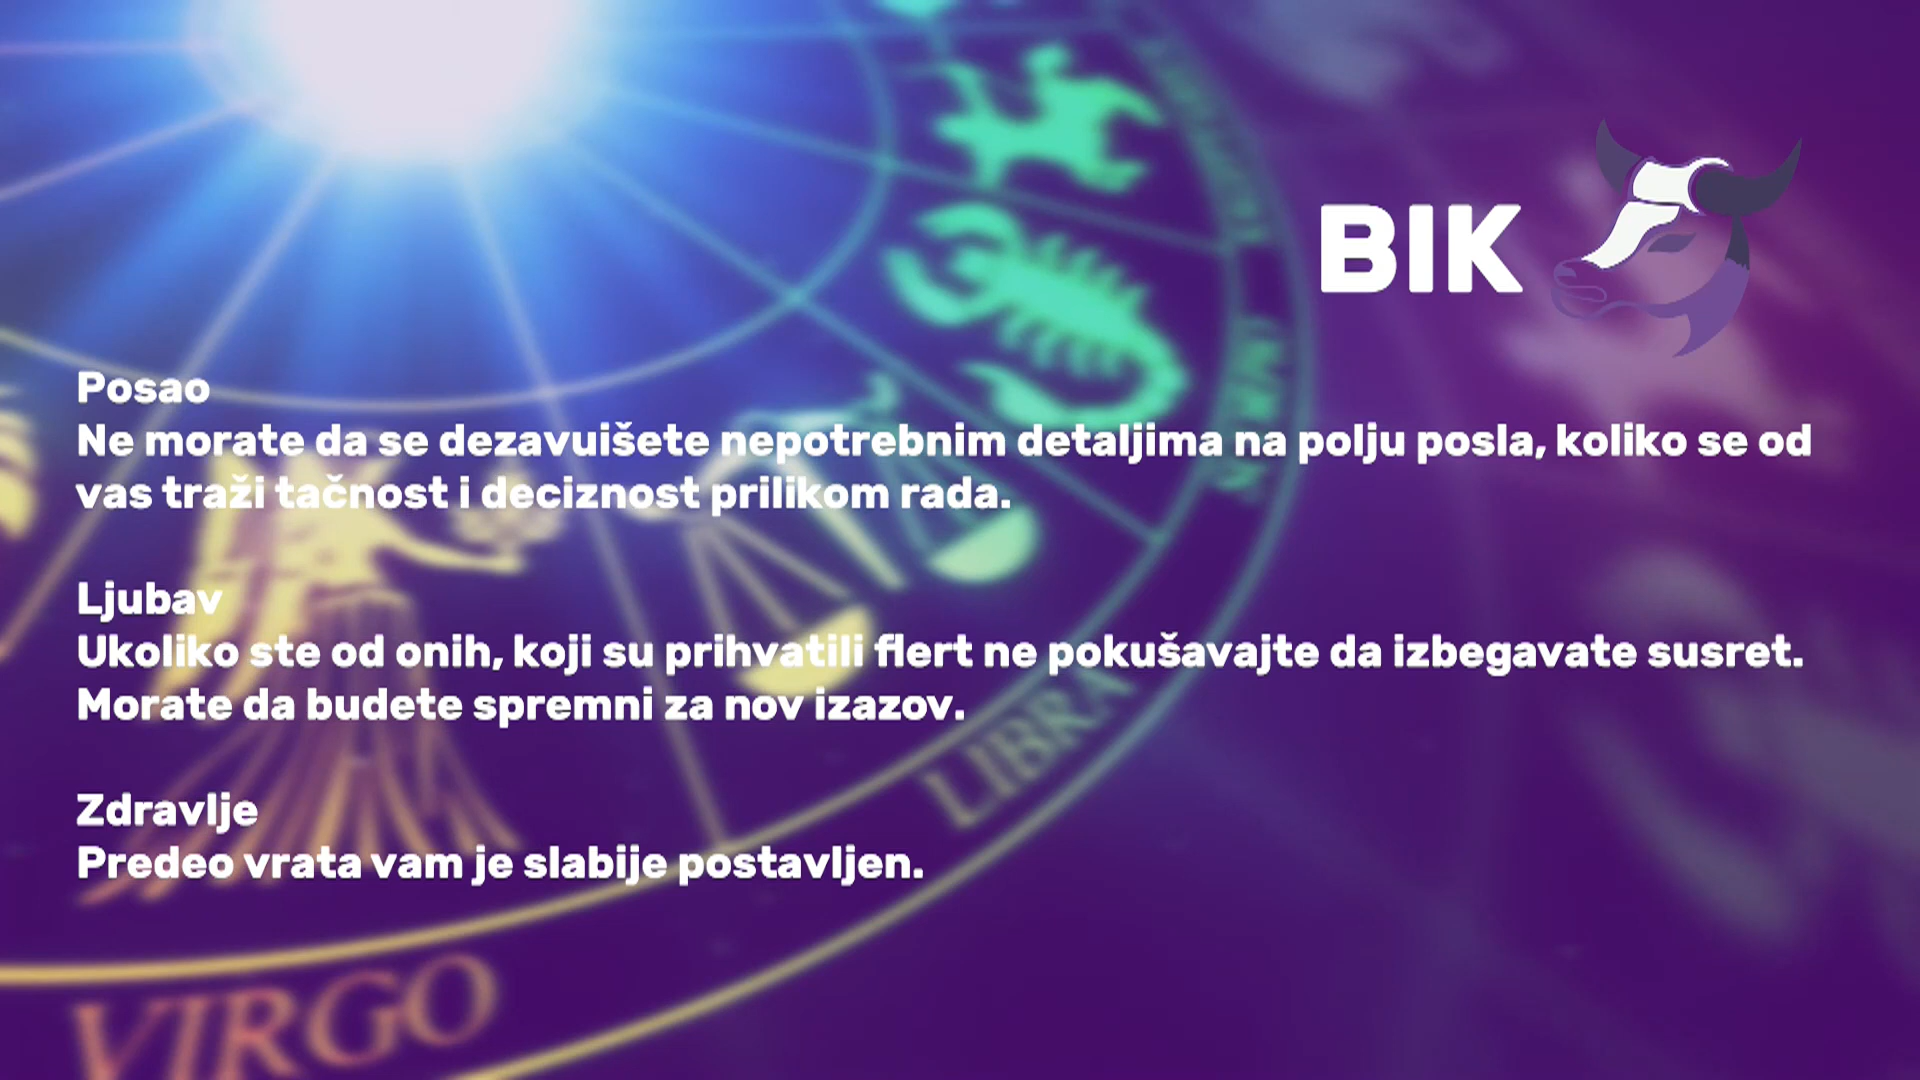 BIK
Posao
Ne morate da se dezavuišete nepotrebnim detaljima na polju posla, koliko se od
vas traži tačnost i deciznost prilikom rada.
Ljubav
Ukoliko ste od onih, koji su prihvatili flert ne pokušavajte da izbegavate susret.
Morate da budete spremni za nov izazov.
Zdravlje
Predeo vrata vam je slabije postavljen.
LIBRA
VIRGO